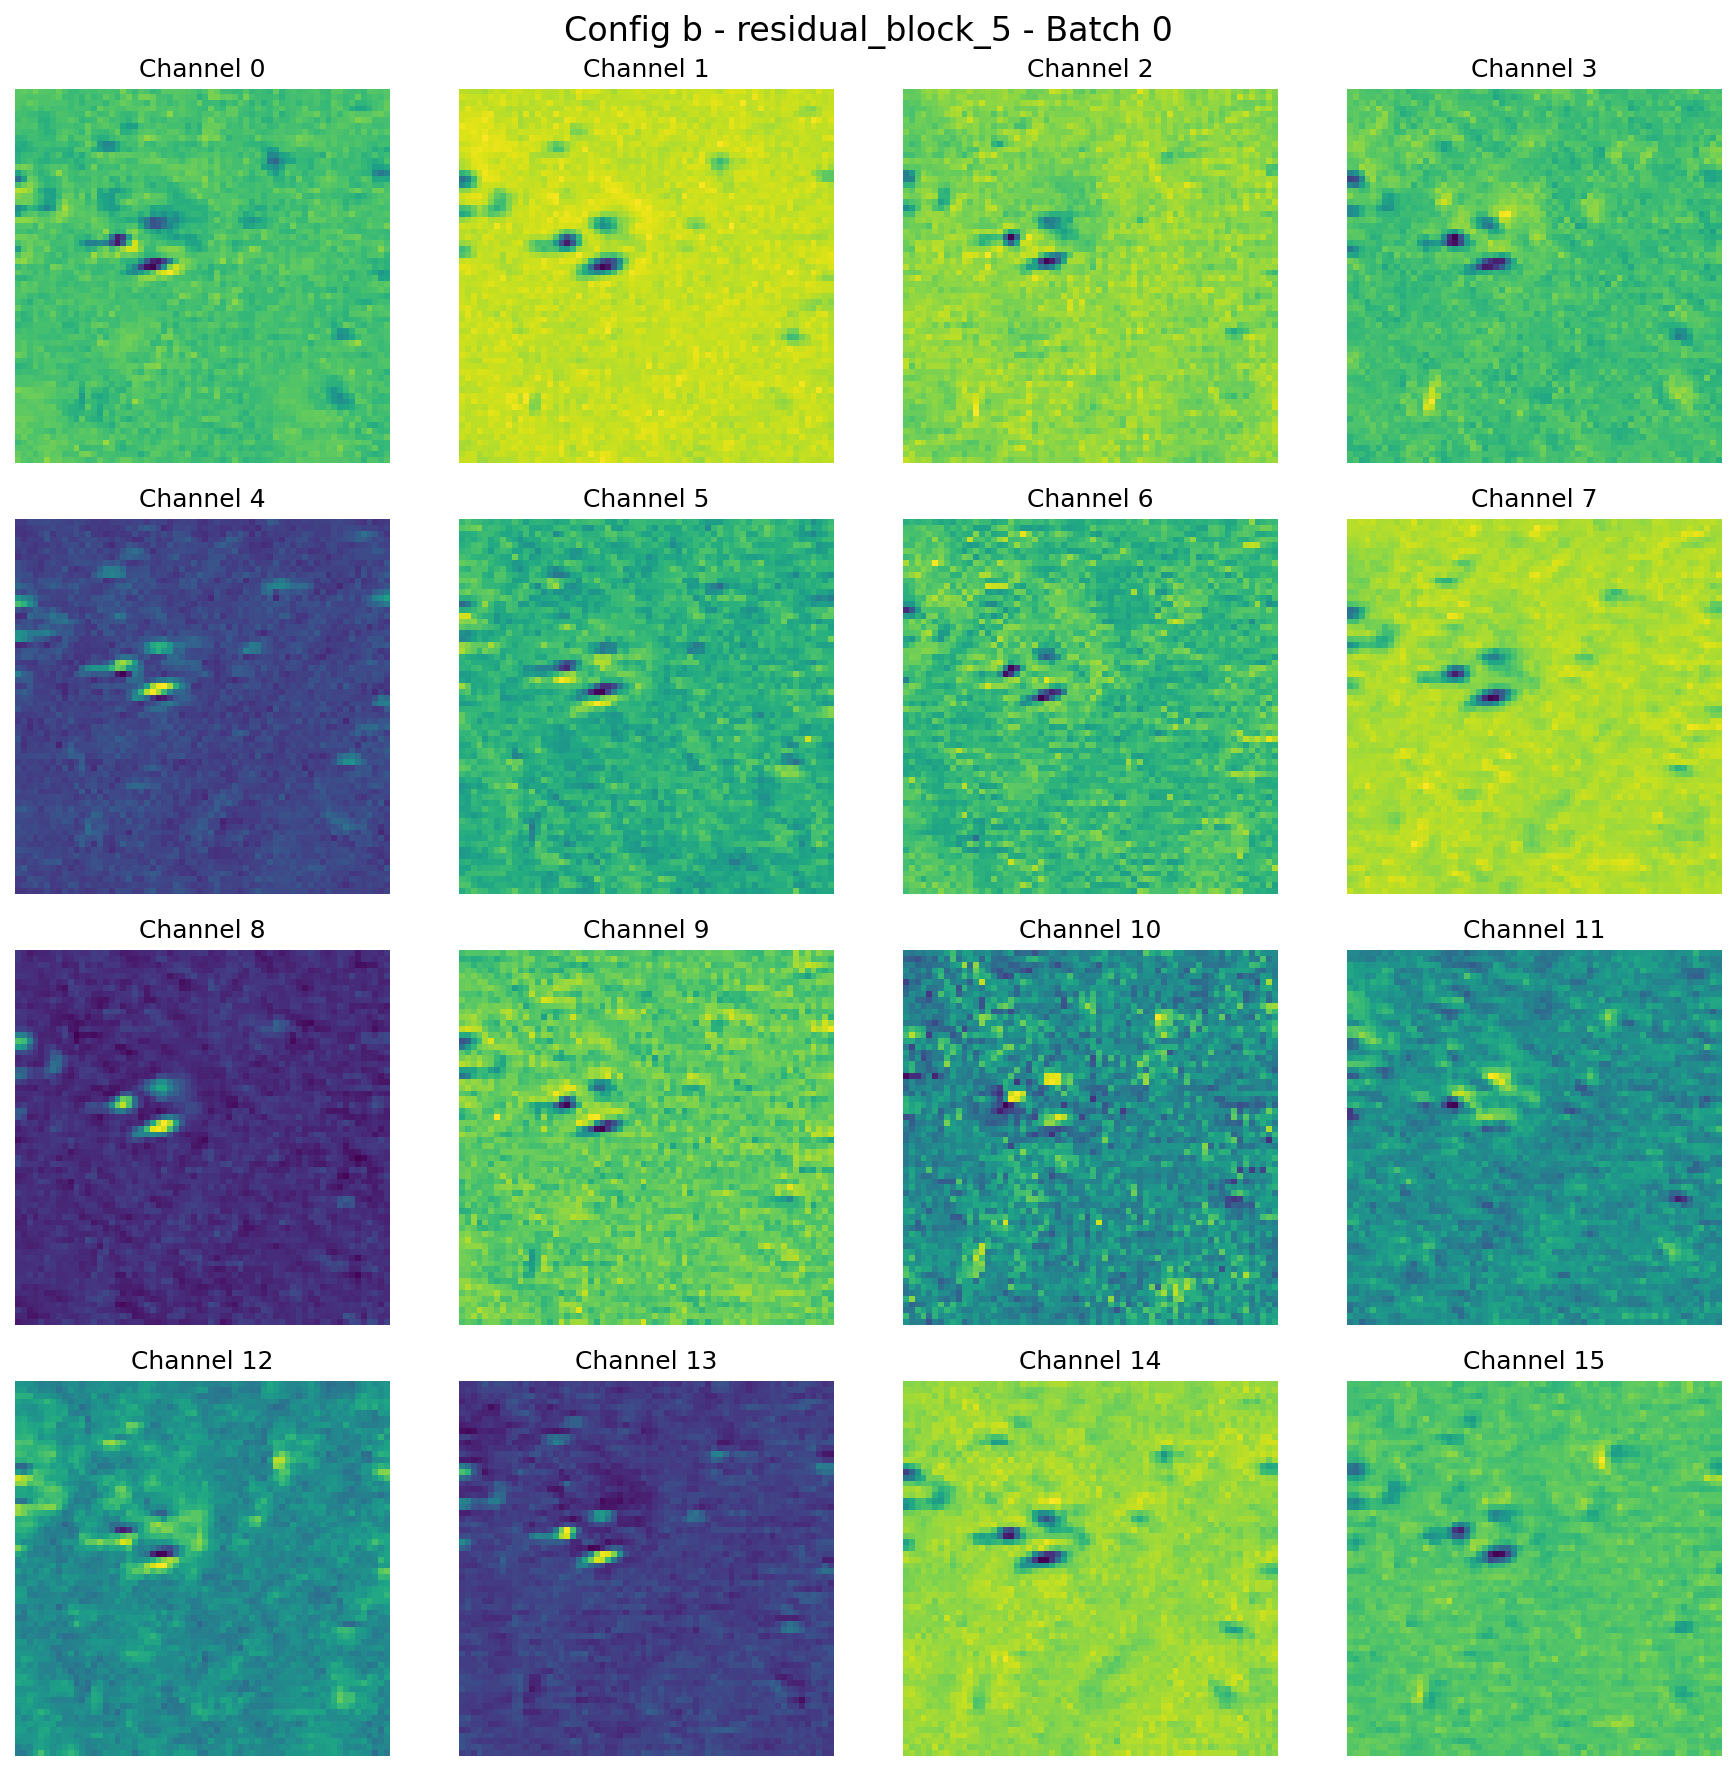 Config b - residual_block_5 - Batch 0
Channel 0
Channel 1
Channel 2
Channel 3
Channel 4
Channel 5
Channel 6
Channel 7
Channel 8
Channel 9
Channel 10
Channel 11
Channel 12
Channel 13
Channel 14
Channel 15